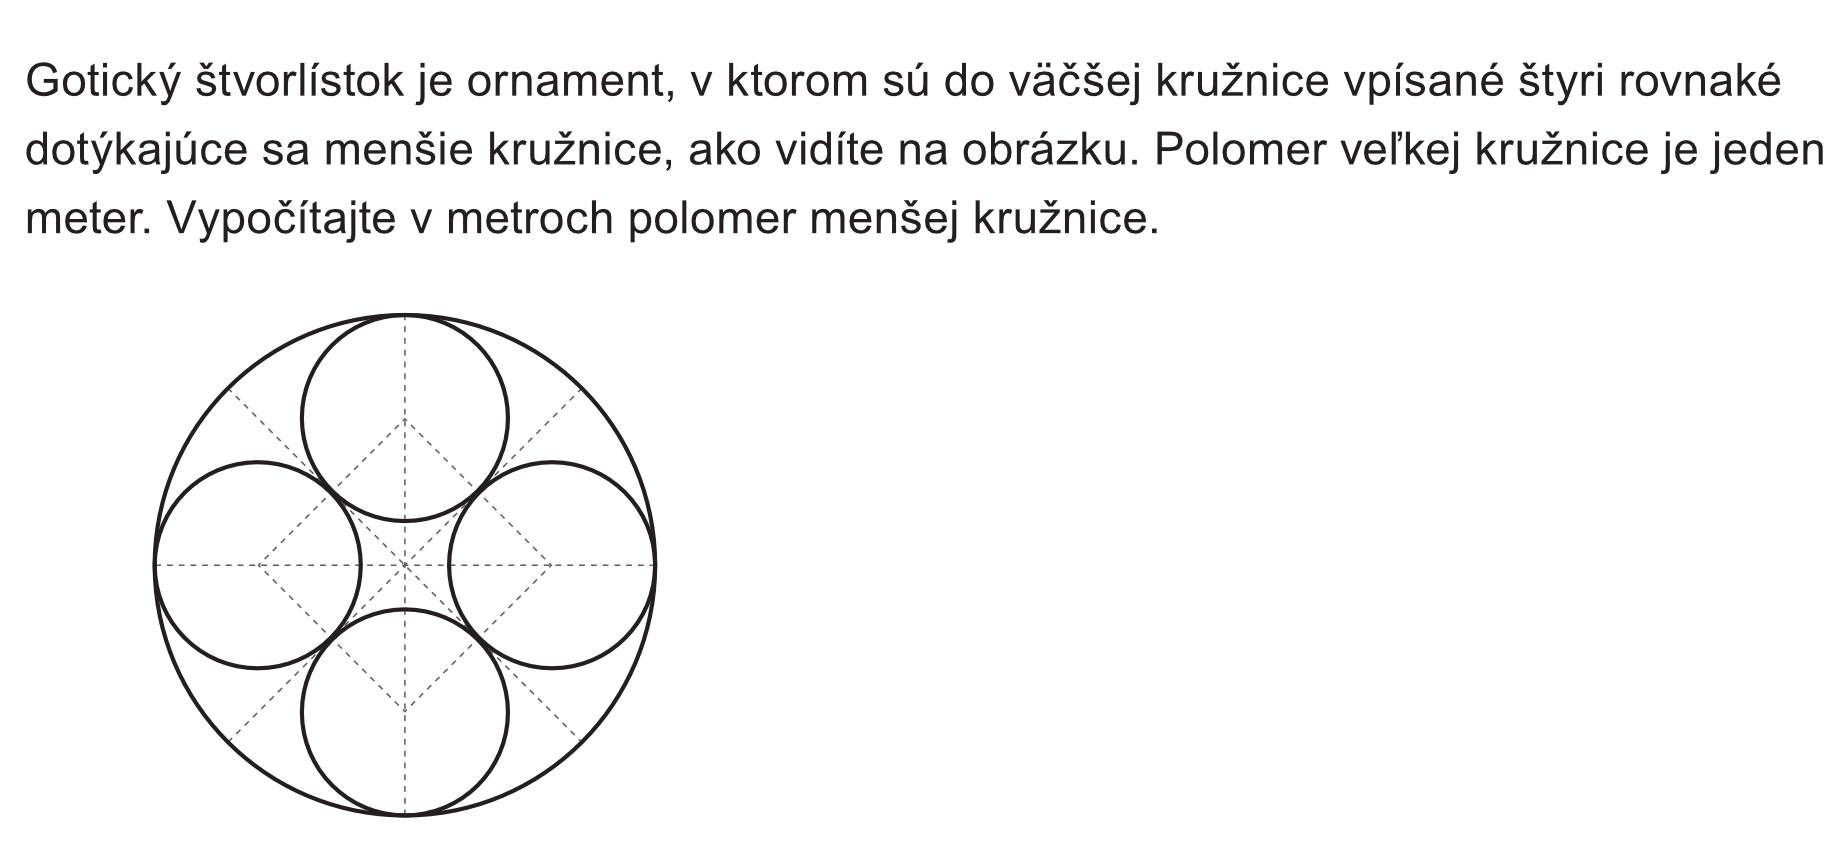 Gotický štvorlístok je ornament, v ktorom sú do väčšej kružnice vpísané štyri rovnaké
dotýkajúce sa menšie kružnice, ako vidíte na obrázku. Polomer veľkej kružnice je jeden
meter. Vypočítajte v metroch polomer menšej kružnice.